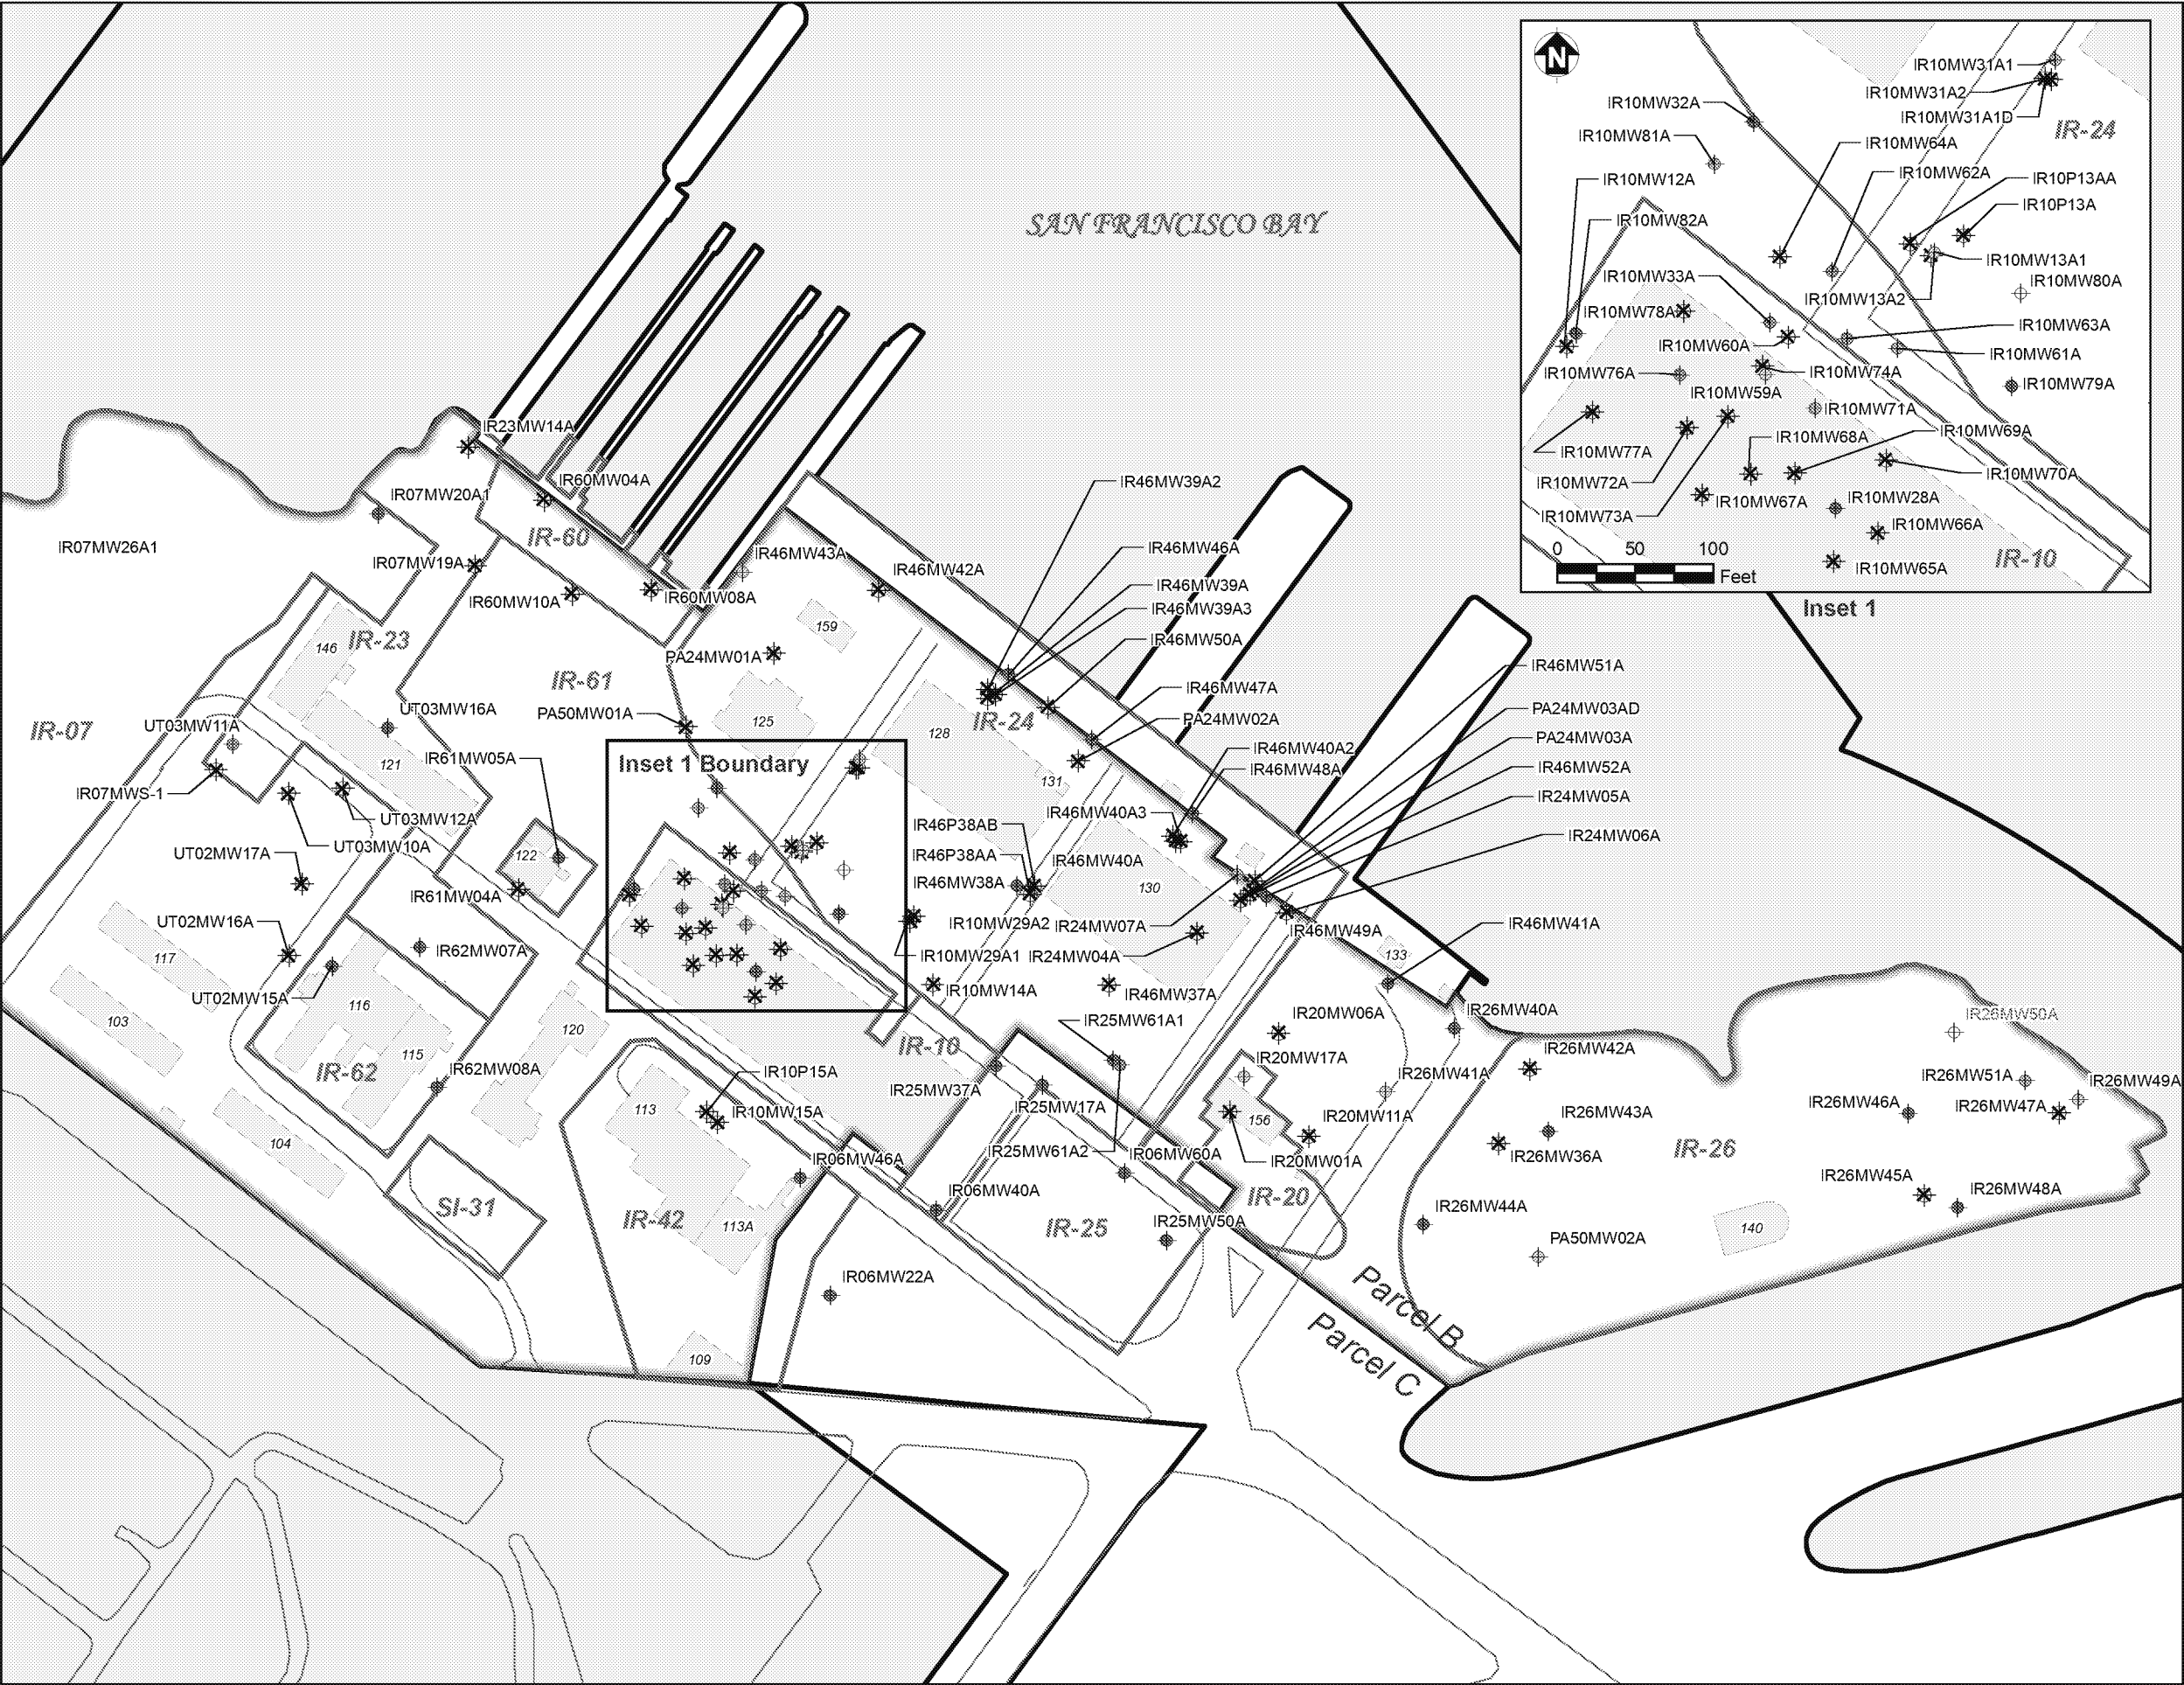 N
IR10MW31A1
IR10MW31A2
IR10MW31A1D
IR-24
IR10MW32A
IR10MW81A
IR10MW64A
IR10MW62A
IR10MW12A
IR10P13AA
IR10P13A
IR10MW82A
IR10MW13A1
IR10MW33A
IR10MW80A
IR10MW13A2
IR10MW78A
IR10MW63A
IR10MW60A
IR10MW61A
IR10MW76A
IR10MW74A
IR10MW79A
IR10MW59A
IR10MW71A
IR10MW69A
IR10MW68A
IR10MW77A
IR10MW70A
IR10MW72A
IR10MW67A
IR10MW28A
IR10MW73A
IR10MW66A
IR-10
IR10MW65A
0 50 100
Feet
Inset 1
SAN FRANCISCO BAY
IR23MW14A
IR60MW04A
IR07MW20A1
IR-60
IR07MW26A1
IR07MW19A
IR60MW10A
IR60MW08A
IR46MW43A
IR46MW42A
IR46MW39A2
IR46MW46A
IR46MW39A
IR46MW39A3
IR46MW50A
IR46MW47A
PA24MW02A
IR46MW40A2
IR46MW48A
IR46MW51A
PA24MW03AD
PA24MW03A
IR46MW52A
IR24MW05A
IR24MW06A
146
IR-23
159
PA24MW01A
IR-61
PA50MW01A
125
IR-24
128
131
IR-07
UT03MW11A
UT03MW16A
121
IR61MW05A
Inset 1 Boundary
IR07MWS-1
UT03MW12A
UT03MW10A
UT02MW17A
122
IR61MW04A
IR46P38AB
IR46P38AA
IR46MW38A
IR46MW40A3
IR46MW40A
130
IR10MW29A2
IR24MW07A
IR10MW29A1
IR24MW04A
IR46MW49A
IR46MW41A
133
UT02MW16A
IR62MW07A
117
UT02MW15A
116
103
115
IR-62
IR62MW08A
120
104
IR10MW14A
IR46MW37A
IR25MW61A1
IR-10
IR20MW06A
IR26MW40A
IR20MW17A
IR26MW41A
IR26MW42A
IR26MW50A
IR26MW51A
IR26MW49A
IR26MW46A
IR26MW47A
IR10P15A
113
IR10MW15A
IR25MW37A
IR25MW17A
156
IR20MW11A
IR26MW43A
IR26MW36A
IR-26
IR25MW61A2
IR06MW60A
IR20MW01A
IR06MW46A
IR26MW45A
IR26MW48A
SI-31
IR-42
113A
IR06MW40A
IR-25
IR-20
IR25MW50A
IR26MW44A
PA50MW02A
140
IR06MW22A
109
Parcel B
Parcel C